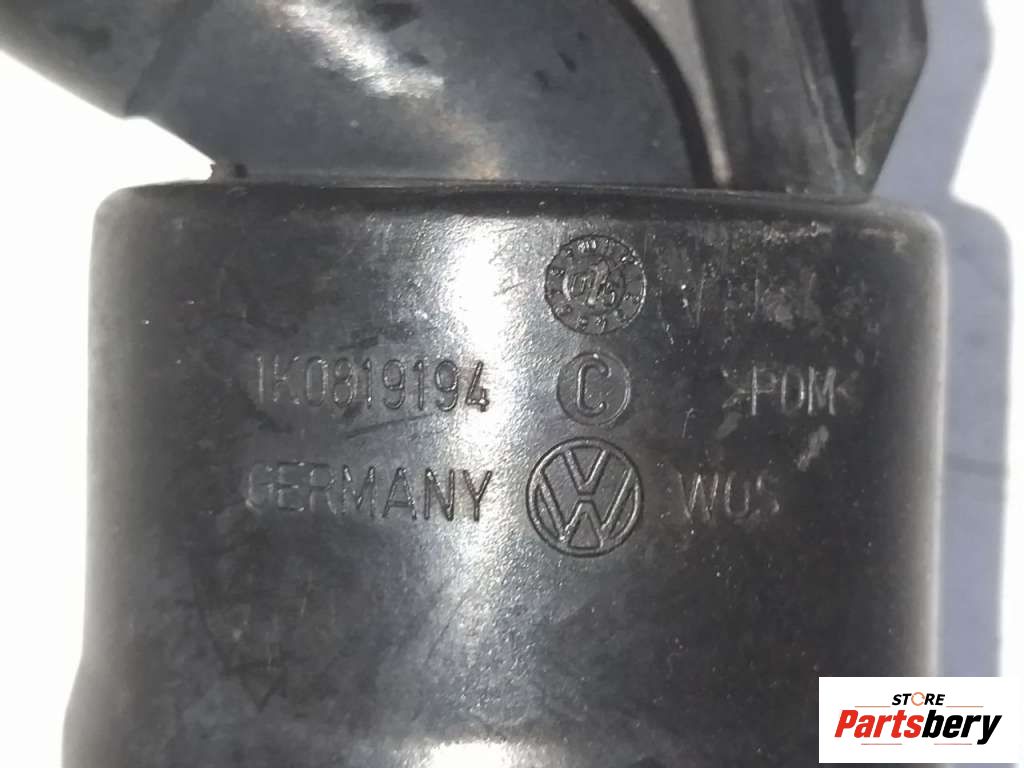 1K0819194 C >POM<
GERMANY WOS
STORE
Partsbery